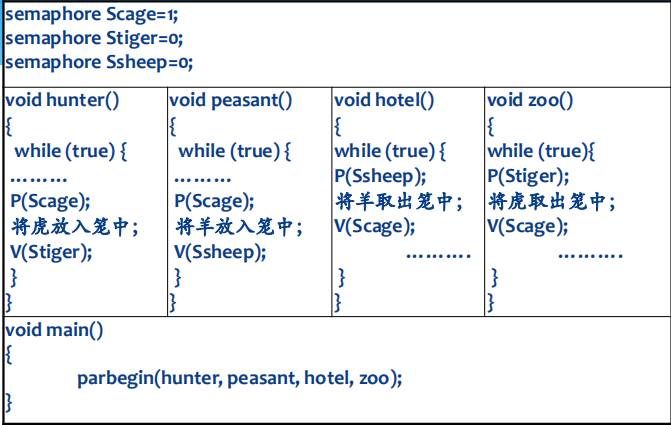 semaphore Scage=1;
semaphore Stiger=0;
semaphore Ssheep=0;
void hunter()
{
while (true) {
………
P(Scage);
将虎放入笼中;
V(Stiger);
}
}
void peasant()
{
while (true) {
………
P(Scage);
将羊放入笼中;
V(Ssheep);
}
}
void hotel()
{
while (true) {
P(Ssheep);
将羊取出笼中;
V(Scage);
……….
}
}
void zoo()
{
while (true){
P(Stiger);
将虎取出笼中;
V(Scage);
……….
}
}
void main()
{
parbegin(hunter, peasant, hotel, zoo);
}